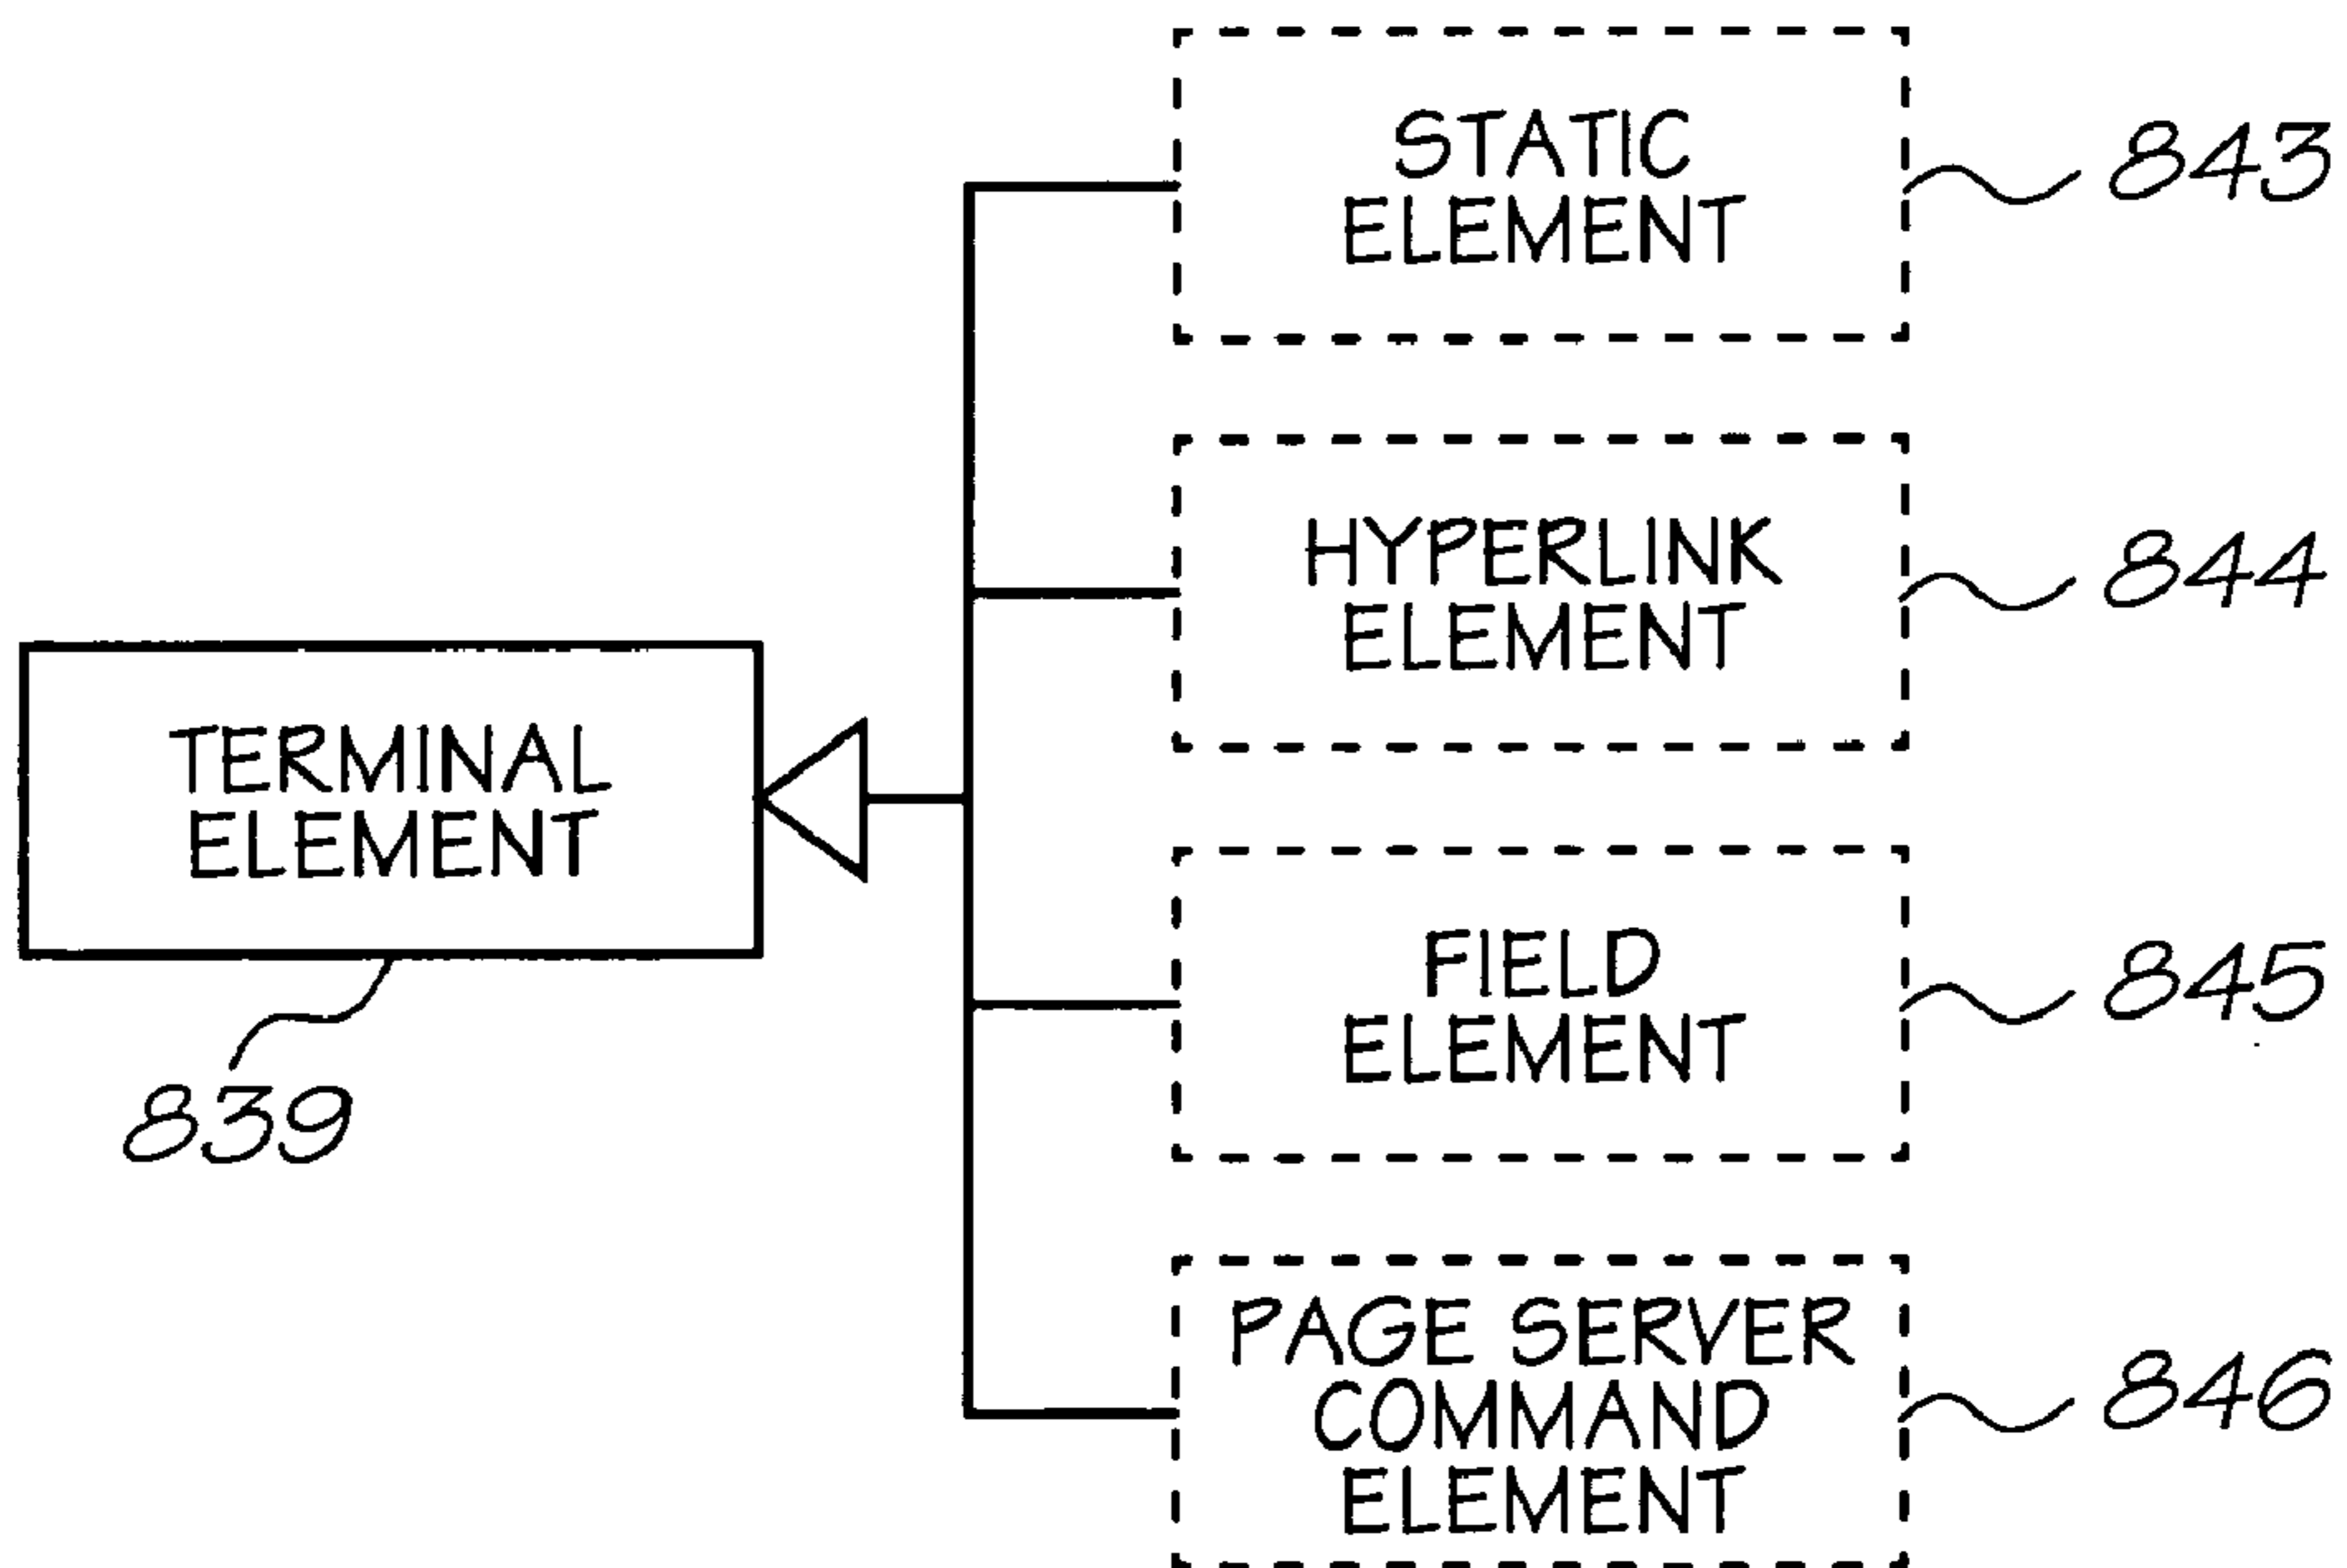 STATIC
ELEMENT
843
HYPERLINK
ELEMENT
844
TERMINAL
ELEMENT
839
FIELD
ELEMENT
845
PAGE SERVER
COMMAND
ELEMENT
846